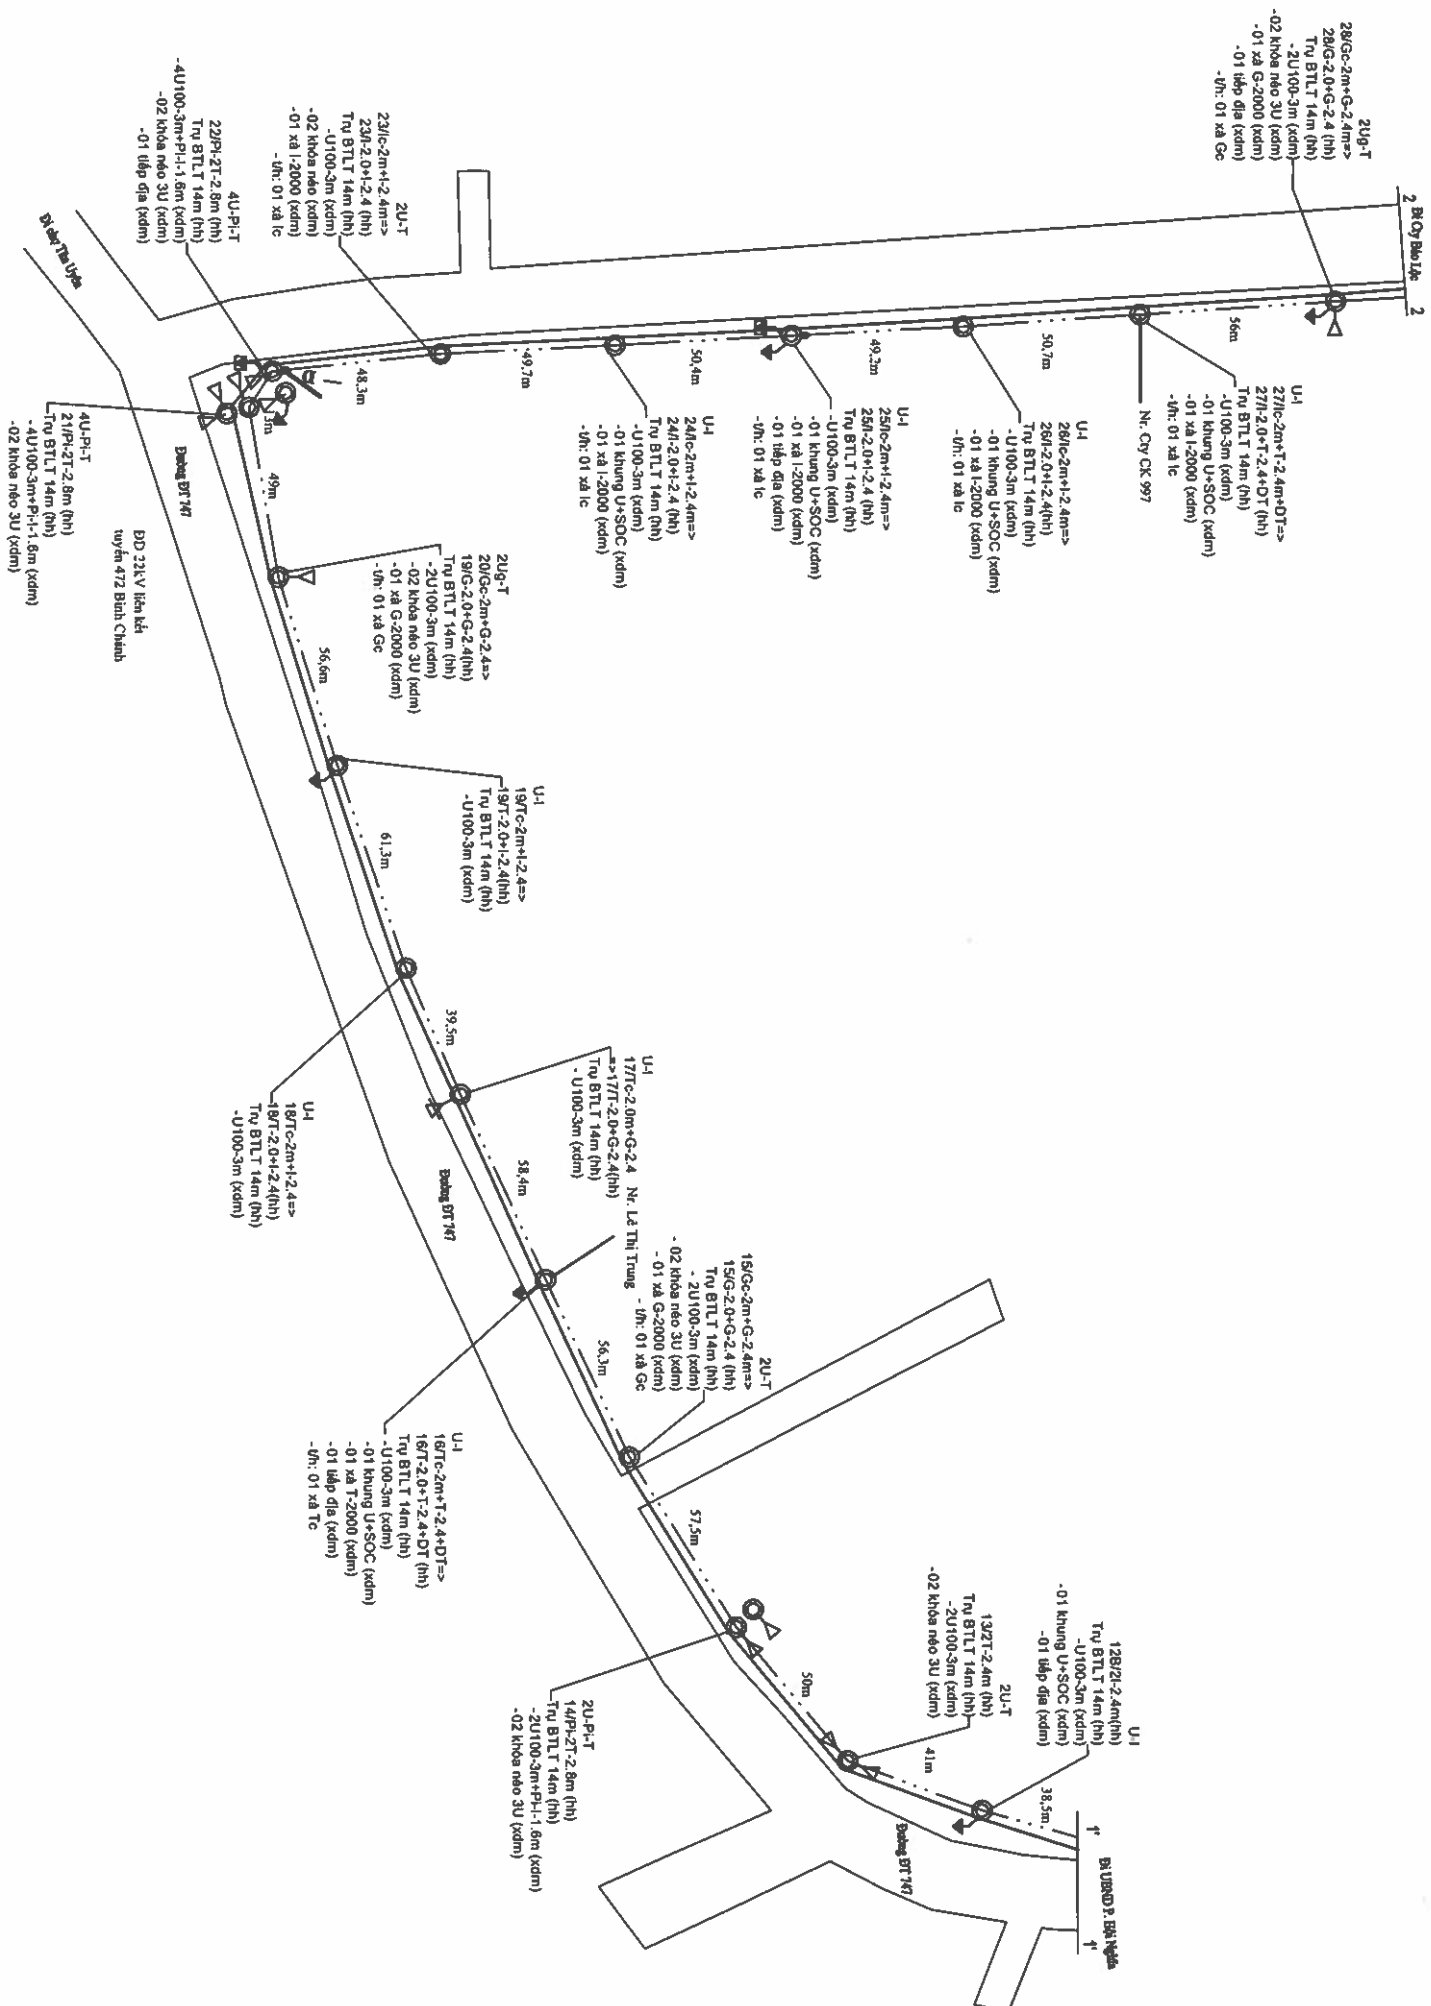 2 Đi Cty Bảo Lộc 2
2Ug-T
28/Gc-2m+G-2.4m=>
28/G-2.0+G-2.4 (hh)
Trụ BTLT 14m (hh)
-2U100-3m (xdm)
-02 khóa néo 3U (xdm)
-01 xà G-2000 (xdm)
-01 tiếp địa (xdm)
-t/h: 01 xà Gc
56m
Nr. Cty CK 997
U-I
27/Ic-2m+T-2.4m+DT=>
27/I-2.0+T-2.4+DT (hh)
Trụ BTLT 14m (hh)
-U100-3m (xdm)
-01 khung U+SOC (xdm)
-01 xà I-2000 (xdm)
-t/h: 01 xà Ic
50,7m
U-I
26/Ic-2m+I-2.4m=>
26/I-2.0+I-2.4(hh)
Trụ BTLT 14m (hh)
-U100-3m (xdm)
-01 khung U+SOC (xdm)
-01 xà I-2000 (xdm)
-t/h: 01 xà Ic
49,2m
U-I
25/Ic-2m+I-2.4m=>
25/I-2.0+I-2.4 (hh)
Trụ BTLT 14m (hh)
-U100-3m (xdm)
-01 khung U+SOC (xdm)
-01 xà I-2000 (xdm)
-01 tiếp địa (xdm)
-t/h: 01 xà Ic
50,4m
U-I
24/Ic-2m+I-2.4m=>
24/I-2.0+I-2.4 (hh)
Trụ BTLT 14m (hh)
-U100-3m (xdm)
-01 khung U+SOC (xdm)
-01 xà I-2000 (xdm)
-t/h: 01 xà Ic
49,7m
2U-T
23/Ic-2m+I-2.4m=>
23/I-2.0+I-2.4 (hh)
Trụ BTLT 14m (hh)
-U100-3m (xdm)
-02 khóa néo (xdm)
-01 xà I-2000 (xdm)
-t/h: 01 xà Ic
48,3m
α
4U-Pi-T
22/Pi-2T-2.8m (hh)
Trụ BTLT 14m (hh)
-4U100-3m+Pi-I-1.6m (xdm)
-02 khóa néo 3U (xdm)
-01 tiếp địa (xdm)
Đi chợ Tân Uyên
3m
4U-Pi-T
21/Pi-2T-2.8m (hh)
Trụ BTLT 14m (hh)
-4U100-3m+Pi-I-1.6m (xdm)
-02 khóa néo 3U (xdm)
Đường ĐT 747
ĐD 22kV liên kết
tuyến 472 Bình Chánh
49m
2Ug-T
20/Gc-2m+G-2.4=>
19/G-2.0+G-2.4(hh)
Trụ BTLT 14m (hh)
-2U100-3m (xdm)
-02 khóa néo 3U (xdm)
-01 xà G-2000 (xdm)
-t/h: 01 xà Gc
56,6m
U-I
19/Tc-2m+I-2.4=>
19/T-2.0+I-2.4(hh)
Trụ BTLT 14m (hh)
-U100-3m (xdm)
61,3m
U-I
18/Tc-2m+I-2.4=>
18/T-2.0+I-2.4(hh)
Trụ BTLT 14m (hh)
-U100-3m (xdm)
39,5m
U-I
17/Tc-2.0m+G-2.4
=>17/T-2.0+G-2.4(hh)
Trụ BTLT 14m (hh)
- U100-3m (xdm)
Đường ĐT 747
58,4m
Nr. Lê Thị Trung
U-I
16/Tc-2m+T-2.4+DT=>
16/T-2.0+T-2.4+DT (hh)
Trụ BTLT 14m (hh)
-U100-3m (xdm)
-01 khung U+SOC (xdm)
-01 xà T-2000 (xdm)
-01 tiếp địa (xdm)
-t/h: 01 xà Tc
56,3m
2U-T
15/Gc-2m+G-2.4m=>
15/G-2.0+G-2.4 (hh)
Trụ BTLT 14m (hh)
- 2U100-3m (xdm)
- 02 khóa néo 3U (xdm)
- 01 xà G-2000 (xdm)
- t/h: 01 xà Gc
57,5m
2U-Pi-T
14/Pi-2T-2.8m (hh)
Trụ BTLT 14m (hh)
-2U100-3m+Pi-I-1.6m (xdm)
-02 khóa néo 3U (xdm)
50m
2U-T
13/2T-2.4m (hh)
Trụ BTLT 14m (hh)
-2U100-3m (xdm)
-02 khóa néo 3U (xdm)
41m
U-I
12B/2I-2.4m(hh)
Trụ BTLT 14m (hh)
-U100-3m (xdm)
-01 khung U+SOC (xdm)
-01 tiếp địa (xdm)
38,5m
Đường ĐT 747
1' Đi UBND P. Hội Nghĩa 1'